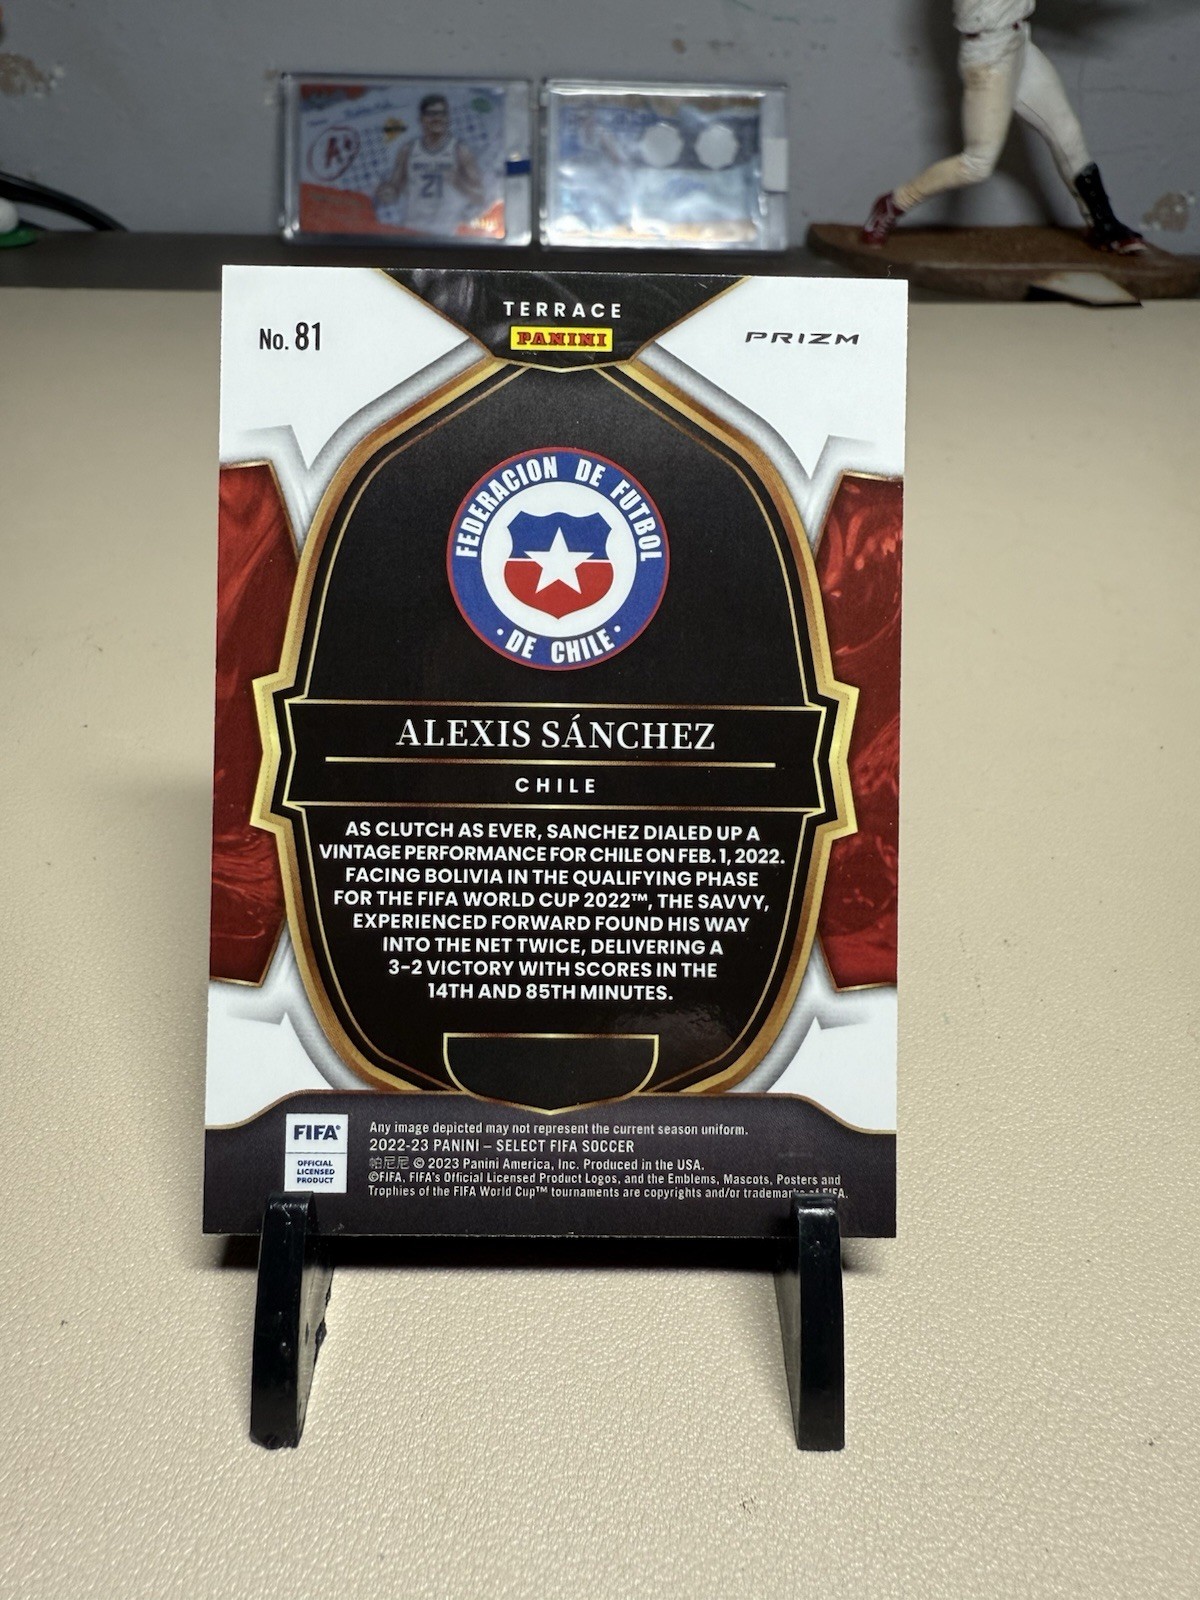 A+
21
TERRACE
PANINI
No. 81
PRIZM
FEDERACION DE FUTBOL
· DE CHILE ·
ALEXIS SÁNCHEZ
CHILE
AS CLUTCH AS EVER, SANCHEZ DIALED UP A
VINTAGE PERFORMANCE FOR CHILE ON FEB. 1, 2022.
FACING BOLIVIA IN THE QUALIFYING PHASE
FOR THE FIFA WORLD CUP 2022™, THE SAVVY,
EXPERIENCED FORWARD FOUND HIS WAY
INTO THE NET TWICE, DELIVERING A
3-2 VICTORY WITH SCORES IN THE
14TH AND 85TH MINUTES.
FIFA®
OFFICIAL
LICENSED
PRODUCT
Any image depicted may not represent the current season uniform.
2022-23 PANINI – SELECT FIFA SOCCER
帕尼尼 © 2023 Panini America, Inc. Produced in the USA.
©FIFA, FIFA's Official Licensed Product Logos, and the Emblems, Mascots, Posters and
Trophies of the FIFA World Cup™ tournaments are copyrights and/or trademarks of FIFA.